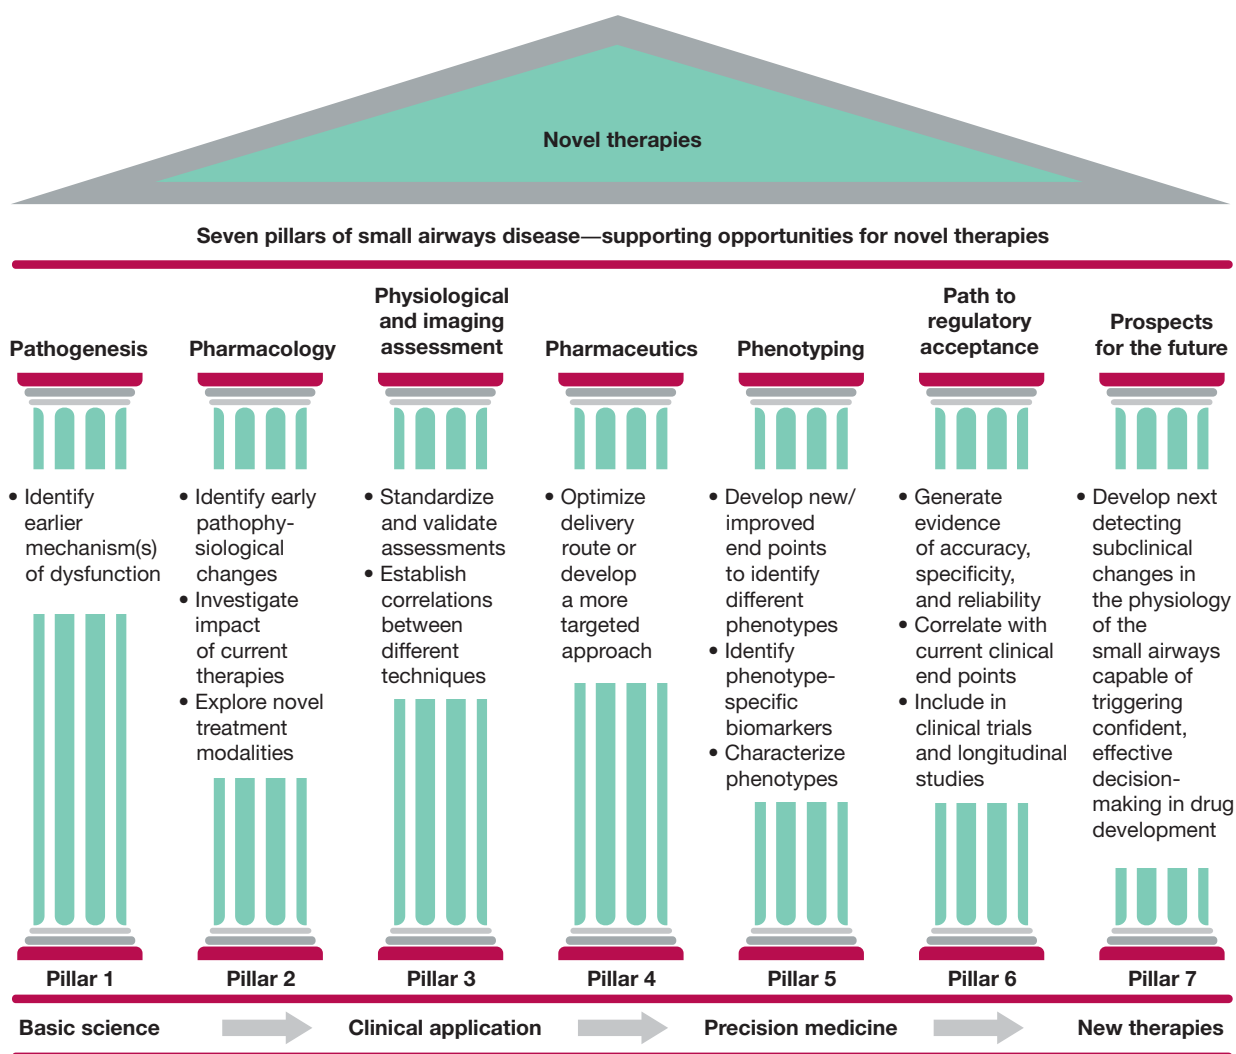 Novel therapies
Seven pillars of small airways disease—supporting opportunities for novel therapies
Pathogenesis
• Identify
earlier
mechanism(s)
of dysfunction
Pillar 1
Pharmacology
• Identify early
pathophy-
siological
changes
• Investigate
impact
of current
therapies
• Explore novel
treatment
modalities
Pillar 2
Physiological
and imaging
assessment
• Standardize
and validate
assessments
• Establish
correlations
between
different
techniques
Pillar 3
Pharmaceutics
• Optimize
delivery
route or
develop
a more
targeted
approach
Pillar 4
Phenotyping
• Develop new/
improved
end points
to identify
different
phenotypes
• Identify
phenotype-
specific
biomarkers
• Characterize
phenotypes
Pillar 5
Path to
regulatory
acceptance
• Generate
evidence
of accuracy,
specificity,
and reliability
• Correlate with
current clinical
end points
• Include in
clinical trials
and longitudinal
studies
Pillar 6
Prospects
for the future
• Develop next
detecting
subclinical
changes in
the physiology
of the
small airways
capable of
triggering
confident,
effective
decision-
making in drug
development
Pillar 7
Basic science
Clinical application
Precision medicine
New therapies